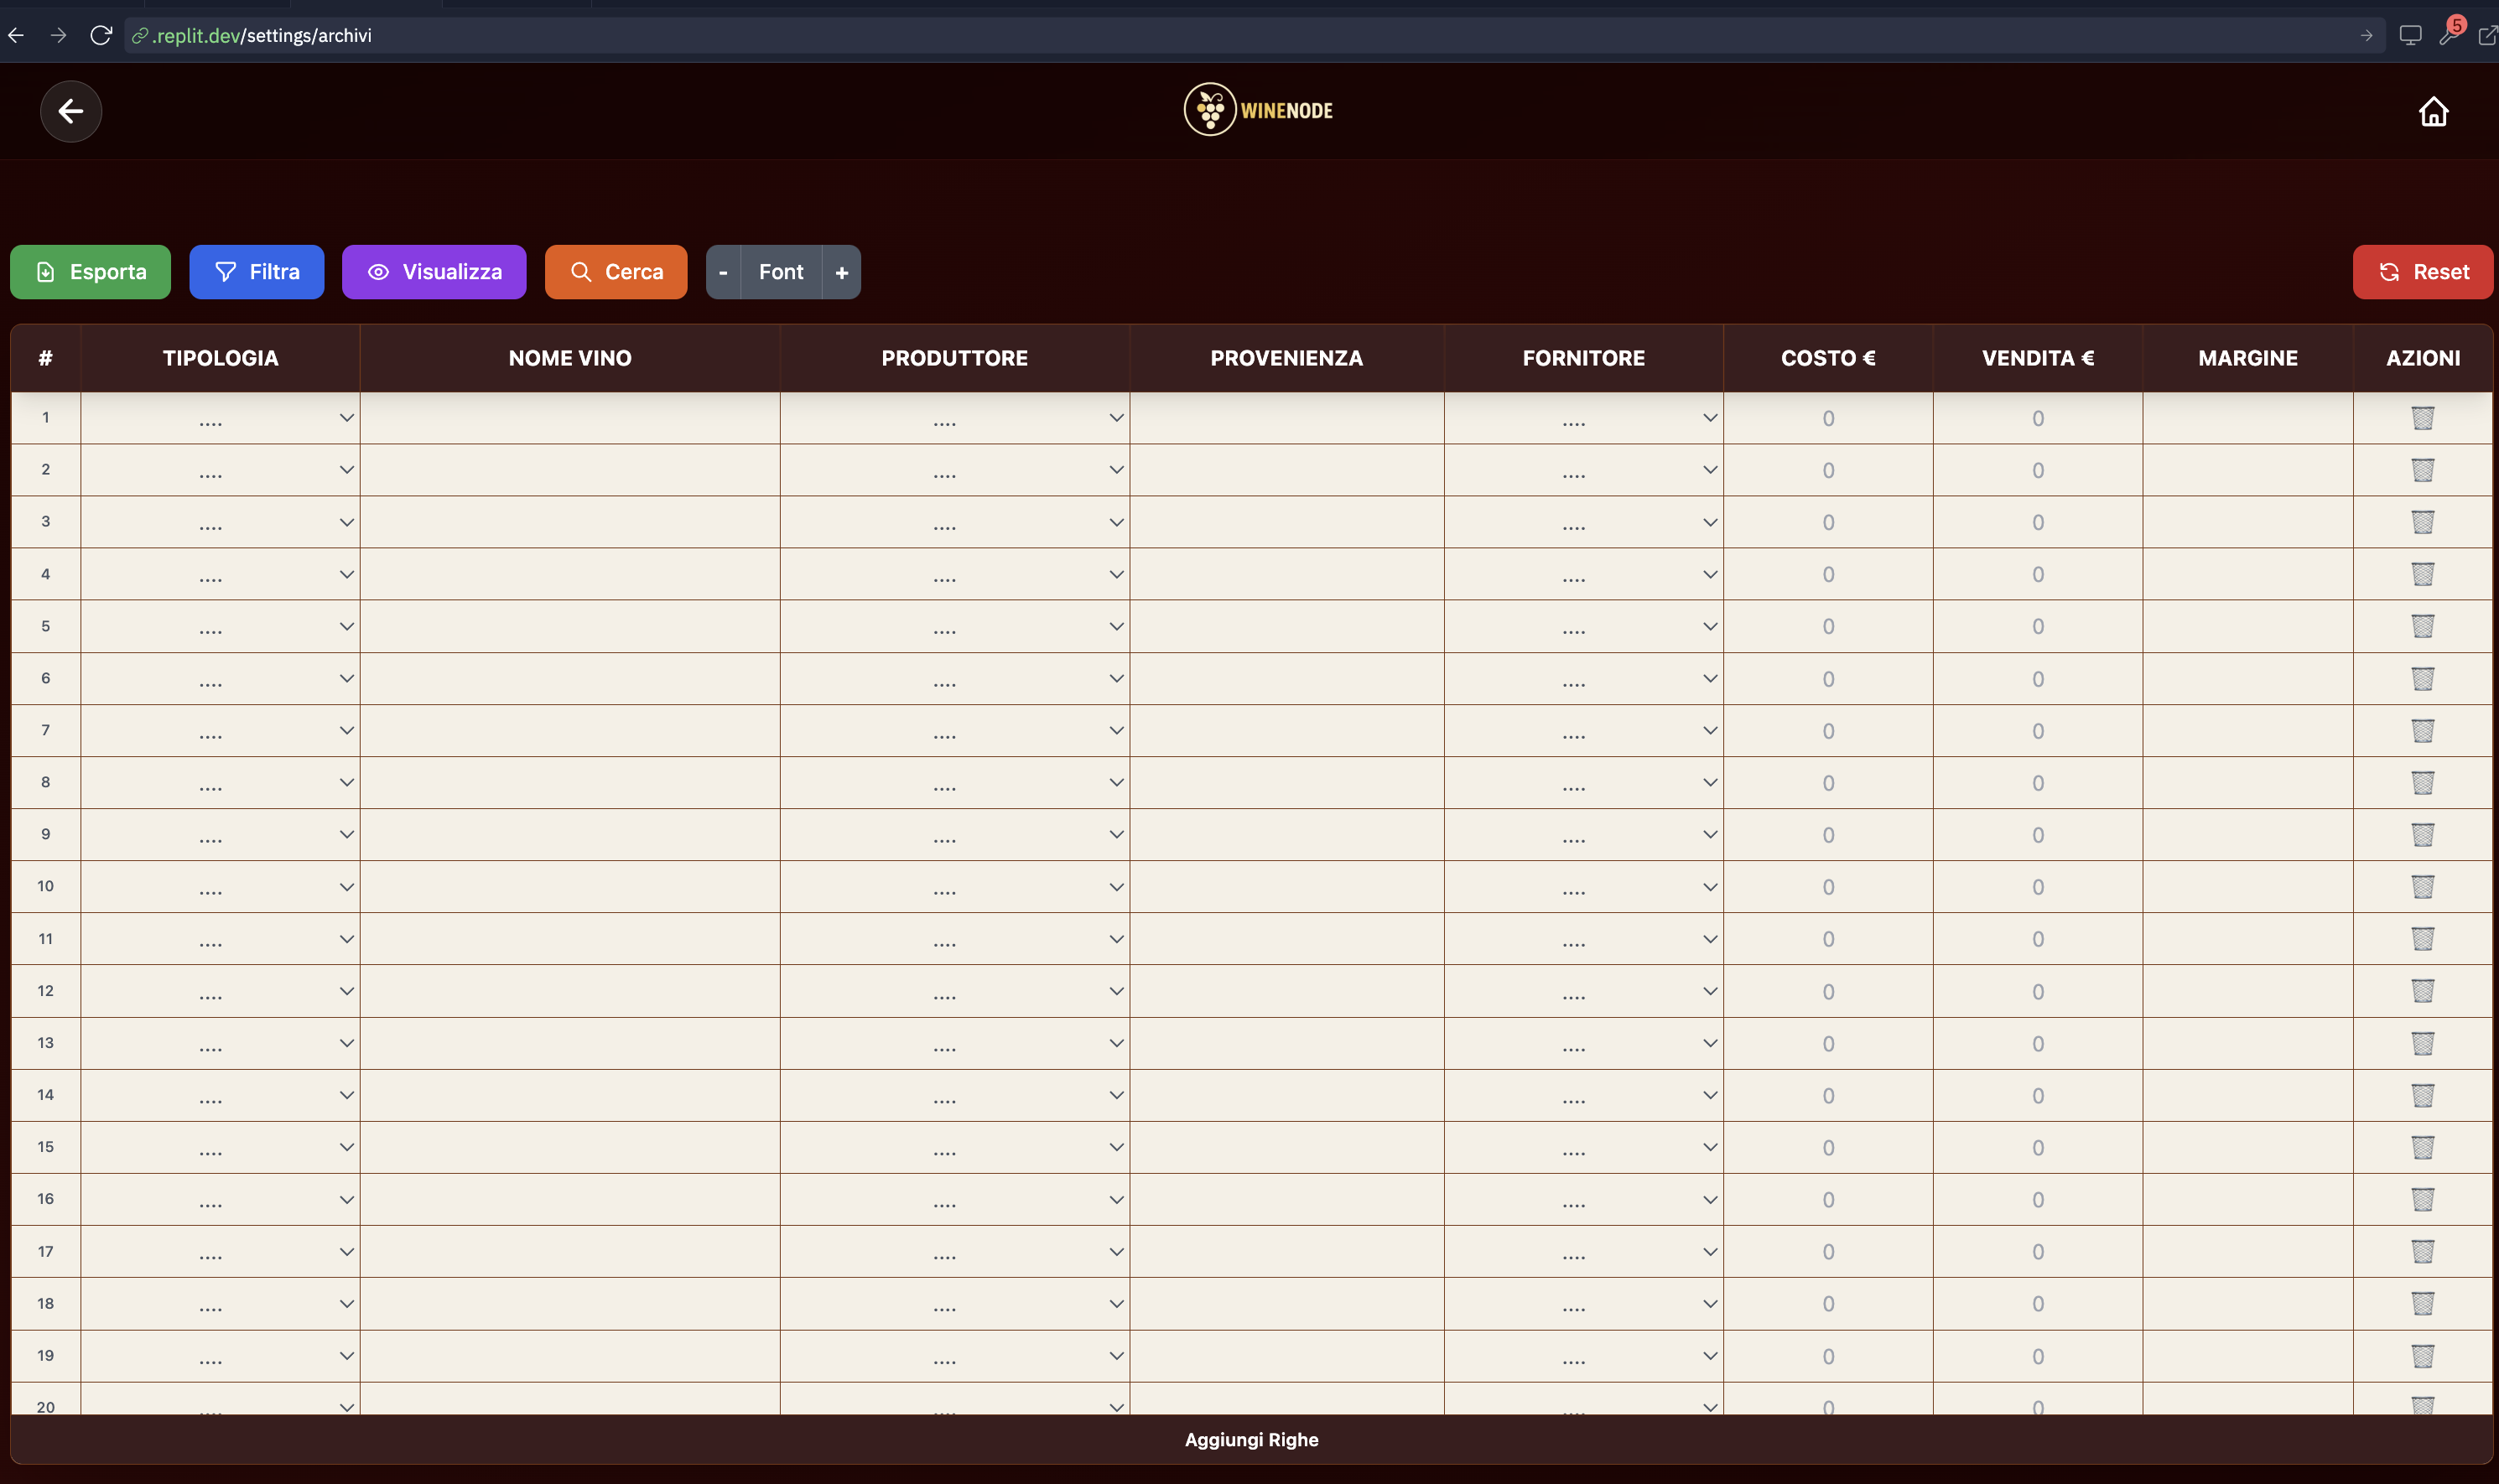 .replit.dev/settings/archivi
5
WINENODE
Esporta Filtra Visualizza Cerca - Font + Reset
# TIPOLOGIA NOME VINO PRODUTTORE PROVENIENZA FORNITORE COSTO € VENDITA € MARGINE AZIONI
1 .... .... .... 0 0
2 .... .... .... 0 0
3 .... .... .... 0 0
4 .... .... .... 0 0
5 .... .... .... 0 0
6 .... .... .... 0 0
7 .... .... .... 0 0
8 .... .... .... 0 0
9 .... .... .... 0 0
10 .... .... .... 0 0
11 .... .... .... 0 0
12 .... .... .... 0 0
13 .... .... .... 0 0
14 .... .... .... 0 0
15 .... .... .... 0 0
16 .... .... .... 0 0
17 .... .... .... 0 0
18 .... .... .... 0 0
19 .... .... .... 0 0
20 .... .... .... 0 0
Aggiungi Righe